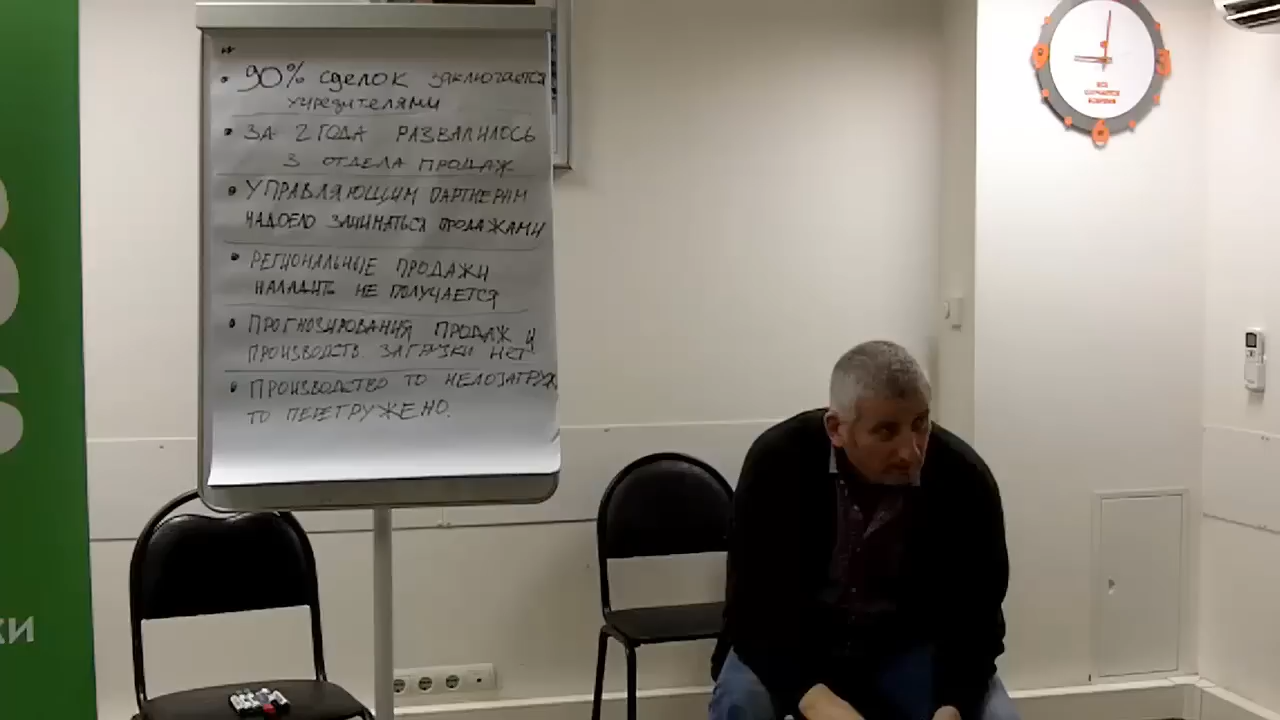 • 90% сделок заключается
учредителями
• ЗА 2 ГОДА РАЗВАЛИЛОСЬ
3 ОТДЕЛА ПРОДАЖ
• УПРАВЛЯЮЩИМ ПАРТНЕРАМ
НАДОЕЛО ЗАНИМАТЬСЯ ПРОДАЖАМИ
• РЕГИОНАЛЬНЫЕ ПРОДАЖИ
НАЛАДИТЬ НЕ ПОЛУЧАЕТСЯ
• ПРОГНОЗИРОВАНИЯ ПРОДАЖ И
ПРОИЗВОДСТВ. ЗАГРУЗКИ НЕТ
• ПРОИЗВОДСТВО ТО НЕДОЗАГРУЖ
ТО ПЕРЕГРУЖЕНО.
ки